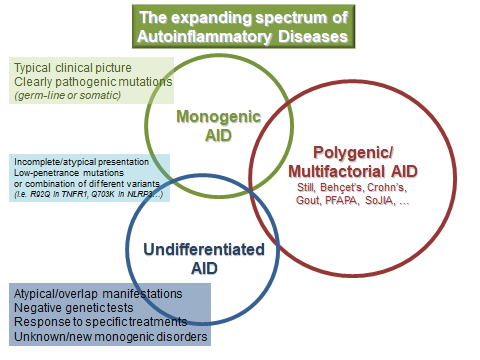 The expanding spectrum of
Autoinflammatory Diseases
Typical clinical picture
Clearly pathogenic mutations
(germ-line or somatic)
Monogenic
AID
Polygenic/
Multifactorial AID
Still, Behçet's, Crohn's,
Gout, PFAPA, SoJIA, ...
Incomplete/atypical presentation
Low-penetrance mutations
or combination of different variants
(I.e. R92Q in TNFR1, Q703K in NLRP3...)
Undifferentiated
AID
Atypical/overlap manifestations
Negative genetic tests
Response to specific treatments
Unknown/new monogenic disorders